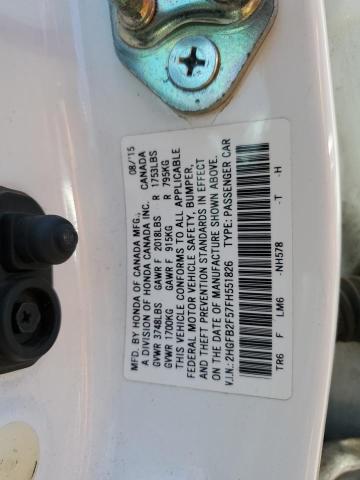 MFD. BY HONDA OF CANADA MFG., 08/'15
A DIVISION OF HONDA CANADA INC. CANADA
GVWR 3748LBS GAWR F 2018LBS R 1753LBS
GVWR 1700KG GAWR F 915KG R 795KG
THIS VEHICLE CONFORMS TO ALL APPLICABLE
FEDERAL MOTOR VEHICLE SAFETY, BUMPER,
AND THEFT PREVENTION STANDARDS IN EFFECT
ON THE DATE OF MANUFACTURE SHOWN ABOVE.
V.I.N.: 2HGFB2F57FH551826 TYPE: PASSENGER CAR
TR6 F LM6 -NH578 -T -H